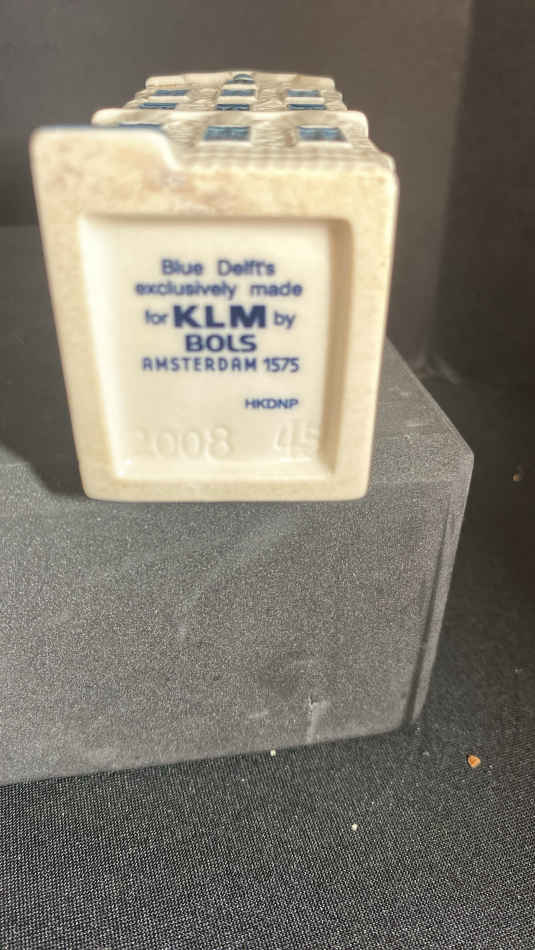 Blue Delft's
exclusively made
for KLM by
BOLS
AMSTERDAM 1575
HKDNP
2008 45